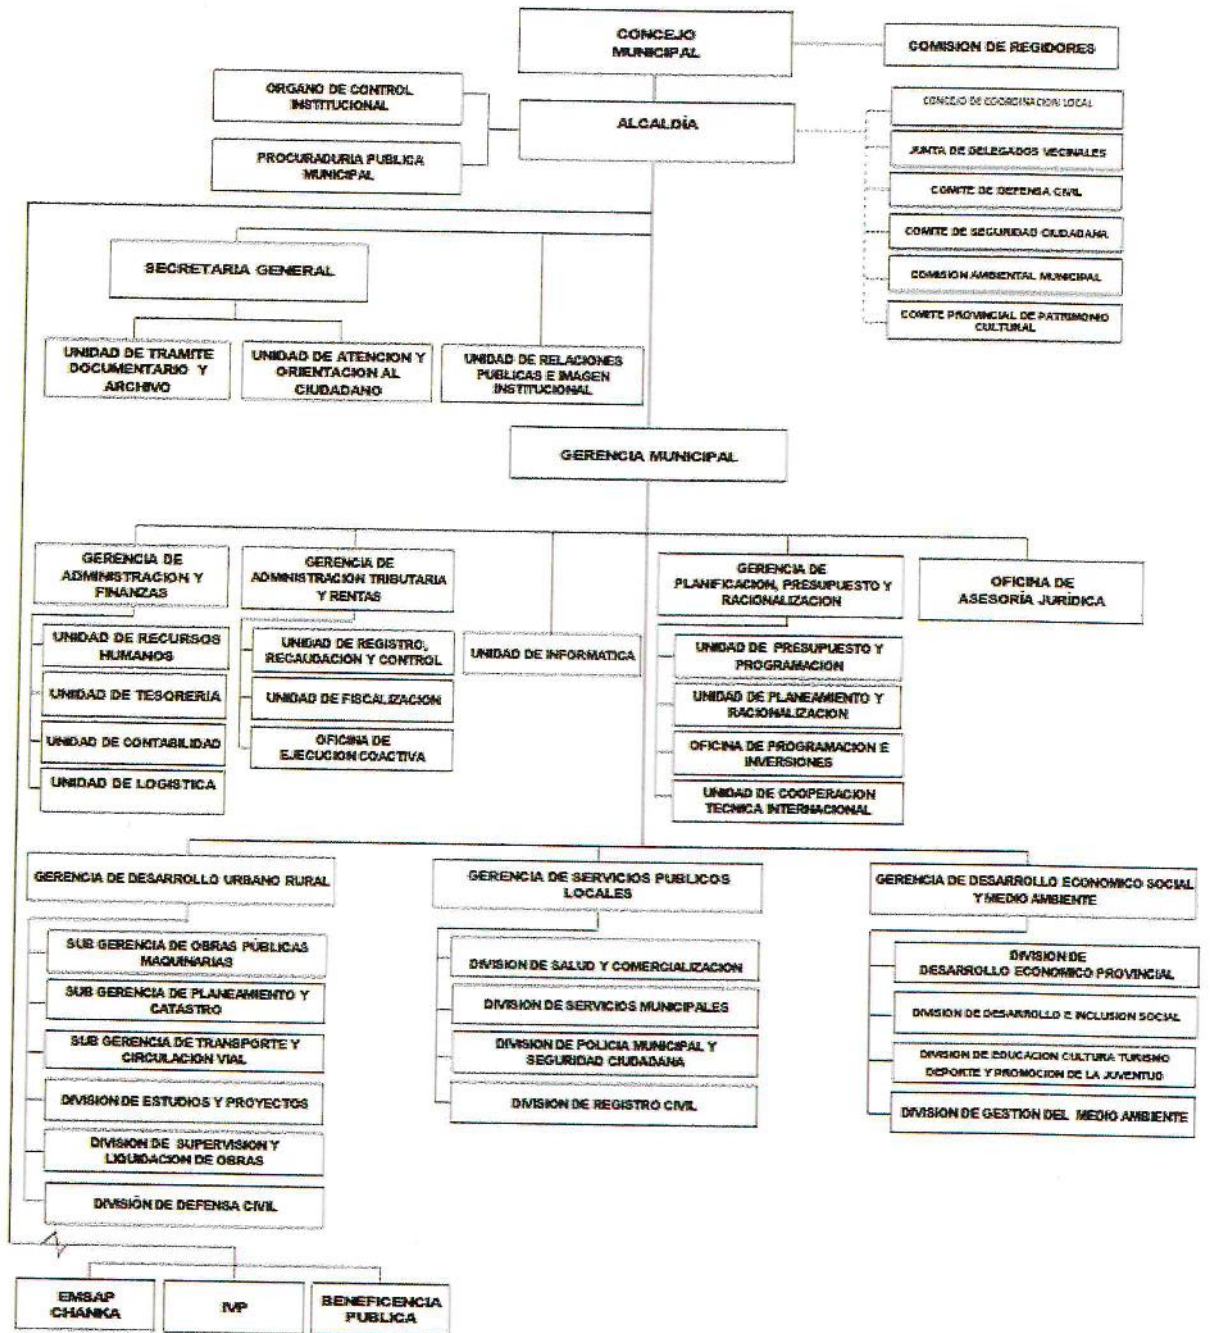 CONCEJO
MUNICIPAL
COMISION DE REGIDORES
ORGANO DE CONTROL
INSTITUCIONAL
ALCALDÍA
PROCURADURIA PUBLICA
MUNICIPAL
CONCEJO DE COORDINACION LOCAL
JUNTA DE DELEGADOS VECINALES
COMITE DE DEFENSA CIVIL
COMITE DE SEGURIDAD CIUDADANA
COMISION AMBIENTAL MUNICIPAL
COMITE PROVINCIAL DE PATRIMONIO
CULTURAL
SECRETARIA GENERAL
UNIDAD DE TRAMITE
DOCUMENTARIO Y
ARCHIVO
UNIDAD DE ATENCION Y
ORIENTACION AL
CIUDADANO
UNIDAD DE RELACIONES
PUBLICAS E IMAGEN
INSTITUCIONAL
GERENCIA MUNICIPAL
GERENCIA DE
ADMINISTRACION Y
FINANZAS
UNIDAD DE RECURSOS
HUMANOS
UNIDAD DE TESORERIA
UNIDAD DE CONTABILIDAD
UNIDAD DE LOGISTICA
GERENCIA DE
ADMINISTRACION TRIBUTARIA
Y RENTAS
UNIDAD DE REGISTRO,
RECAUDACION Y CONTROL
UNIDAD DE FISCALIZACION
OFICINA DE
EJECUCION COACTIVA
UNIDAD DE INFORMATICA
GERENCIA DE
PLANIFICACION, PRESUPUESTO Y
RACIONALIZACION
UNIDAD DE PRESUPUESTO Y
PROGRAMACION
UNIDAD DE PLANEAMIENTO Y
RACIONALIZACION
OFICINA DE PROGRAMACION E
INVERSIONES
UNIDAD DE COOPERACION
TECNICA INTERNACIONAL
OFICINA DE
ASESORÍA JURÍDICA
GERENCIA DE DESARROLLO URBANO RURAL
SUB GERENCIA DE OBRAS PÚBLICAS
MAQUINARIAS
SUB GERENCIA DE PLANEAMIENTO Y
CATASTRO
SUB GERENCIA DE TRANSPORTE Y
CIRCULACION VIAL
DIVISION DE ESTUDIOS Y PROYECTOS
DIVISION DE SUPERVISION Y
LIQUIDACION DE OBRAS
DIVISIÓN DE DEFENSA CIVIL
GERENCIA DE SERVICIOS PUBLICOS
LOCALES
DIVISION DE SALUD Y COMERCIALIZACION
DIVISION DE SERVICIOS MUNICIPALES
DIVISION DE POLICIA MUNICIPAL Y
SEGURIDAD CIUDADANA
DIVISION DE REGISTRO CIVIL
GERENCIA DE DESARROLLO ECONOMICO SOCIAL
Y MEDIO AMBIENTE
DIVISION DE
DESARROLLO ECONOMICO PROVINCIAL
DIVISION DE DESARROLLO E INCLUSION SOCIAL
DIVISION DE EDUCACION CULTURA TURISMO
DEPORTE Y PROMOCION DE LA JUVENTUD
DIVISION DE GESTION DEL MEDIO AMBIENTE
EMSAP
CHANKA
IVP
BENEFICENCIA
PUBLICA